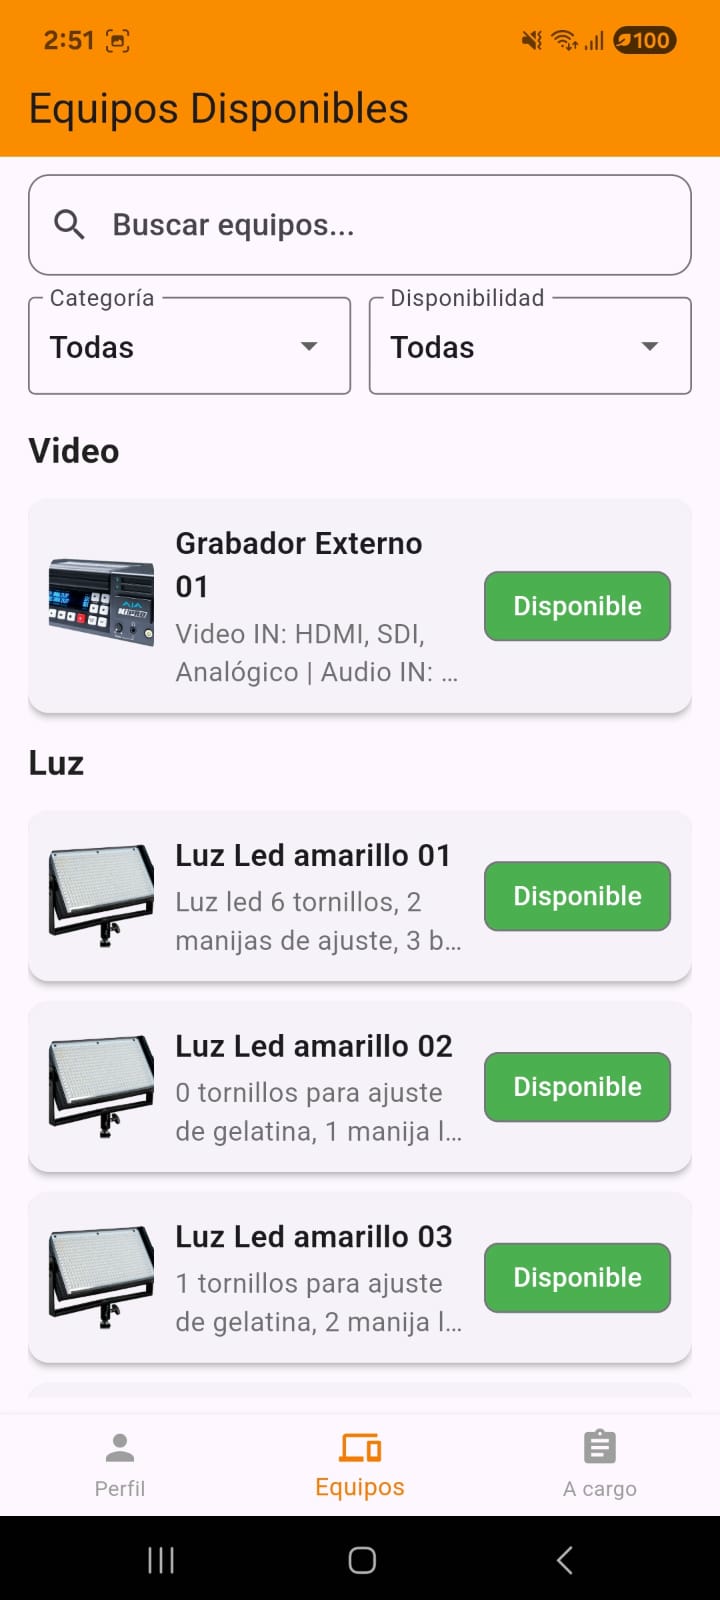 2:51
100
Equipos Disponibles
Buscar equipos...
Categoría
Disponibilidad
Todas
Todas
Video
Grabador Externo
01
Video IN: HDMI, SDI,
Analógico | Audio IN: ...
Disponible
AJA
KiPRO
Luz
Luz Led amarillo 01
Luz led 6 tornillos, 2
manijas de ajuste, 3 b...
Disponible
Luz Led amarillo 02
0 tornillos para ajuste
de gelatina, 1 manija l...
Disponible
Luz Led amarillo 03
1 tornillos para ajuste
de gelatina, 2 manija l...
Disponible
Perfil
Equipos
A cargo